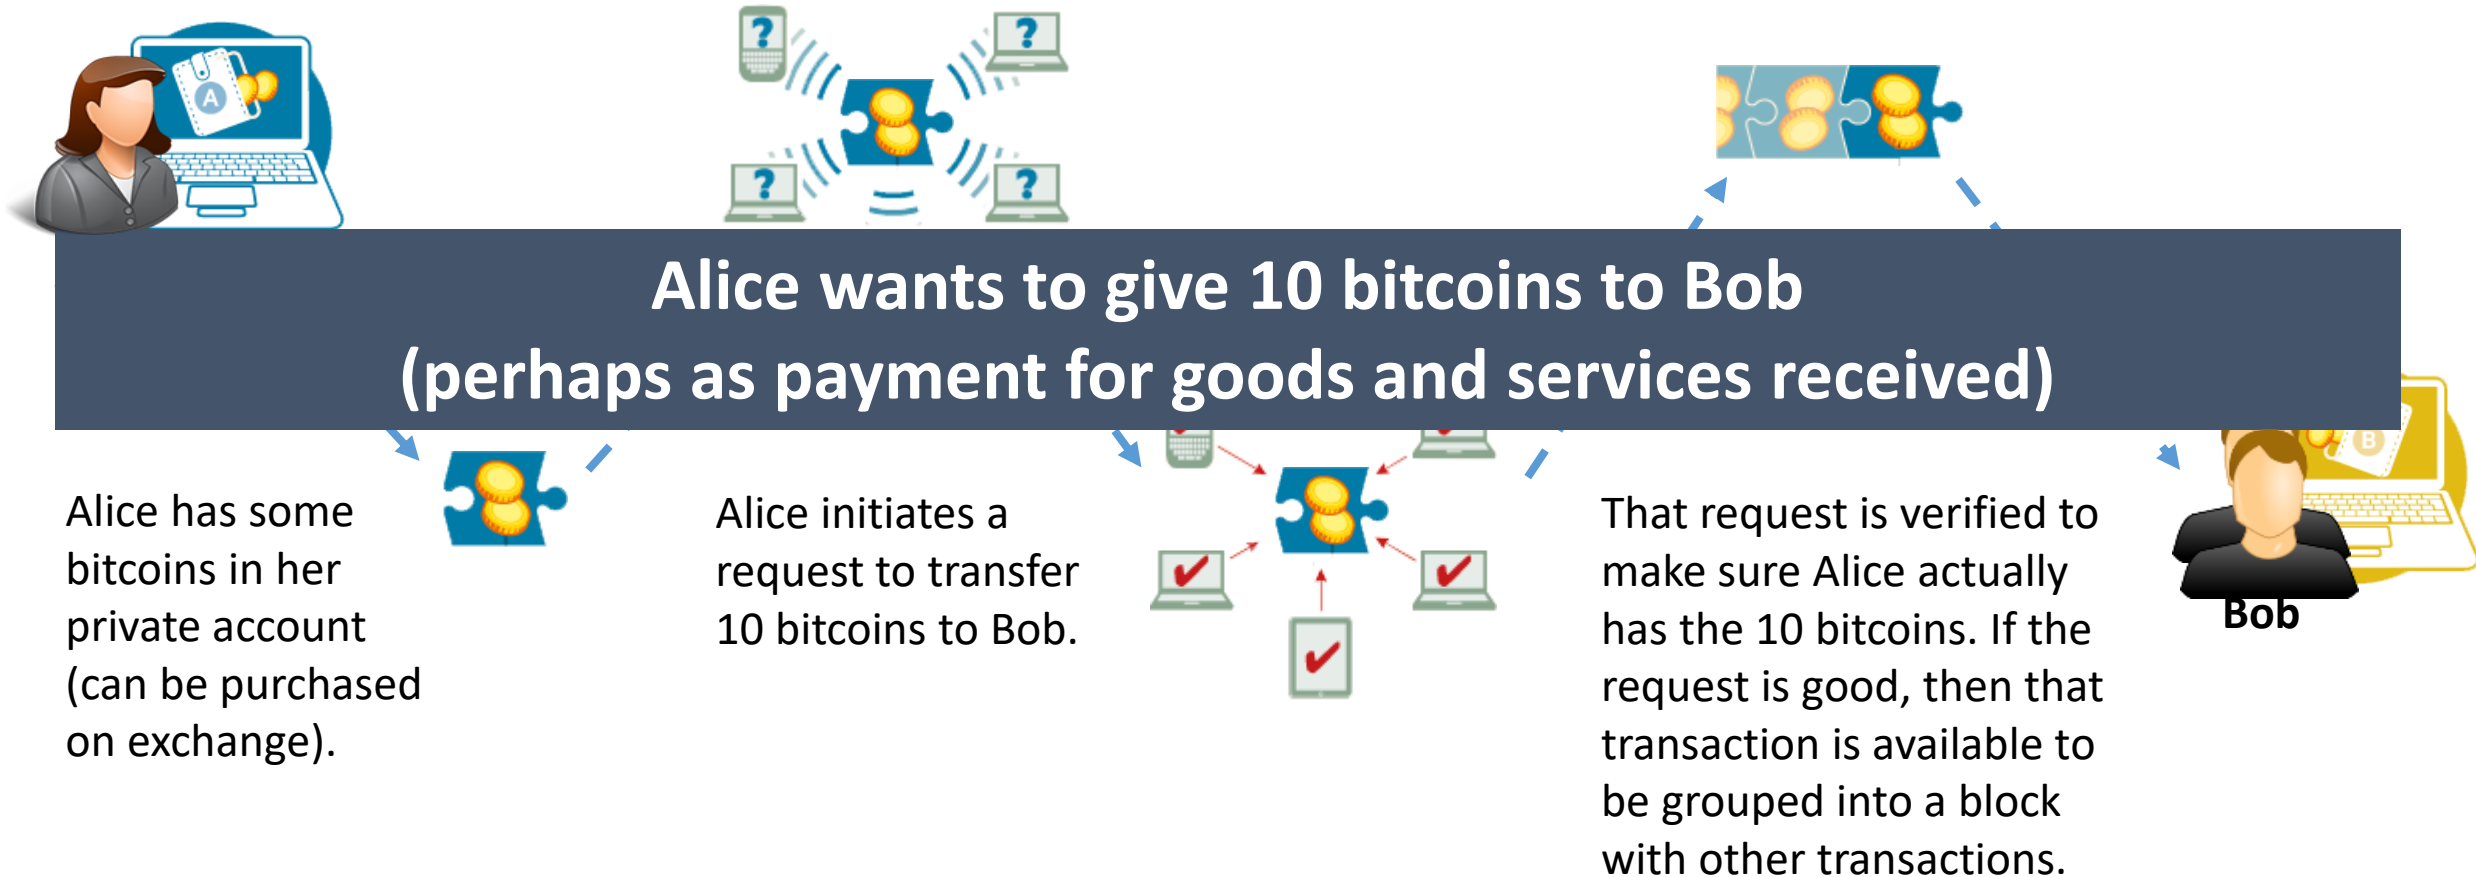 Alice wants to give 10 bitcoins to Bob
(perhaps as payment for goods and services received)
Alice has some
bitcoins in her
private account
(can be purchased
on exchange).
Alice initiates a
request to transfer
10 bitcoins to Bob.
That request is verified to
make sure Alice actually
has the 10 bitcoins. If the
request is good, then that
transaction is available to
be grouped into a block
with other transactions.
Bob
A
?
?
?
?
B